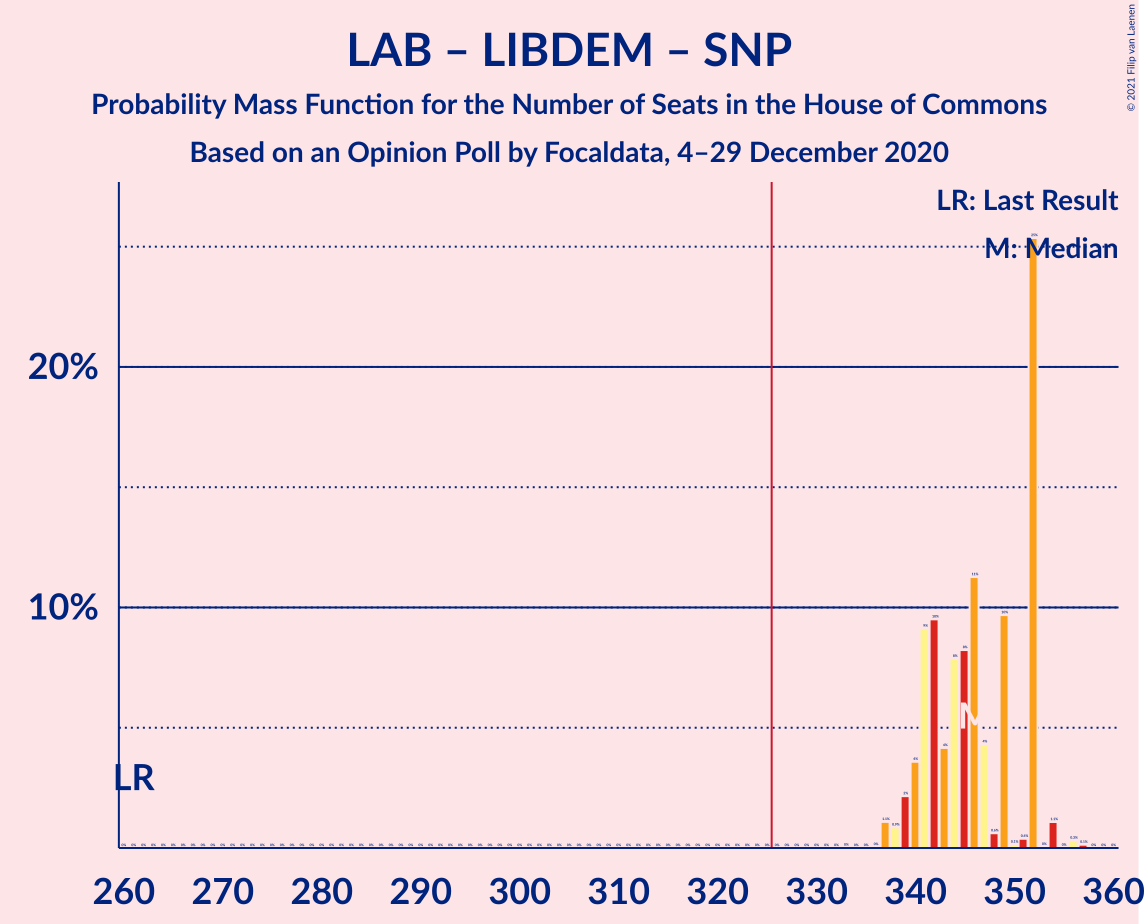 LAB – LIBDEM – SNP
Probability Mass Function for the Number of Seats in the House of Commons
Based on an Opinion Poll by Focaldata, 4–29 December 2020
© 2021 Filip van Laenen
LR: Last Result
M: Median
20%
10%
LR
M
260 270 280 290 300 310 320 330 340 350 360